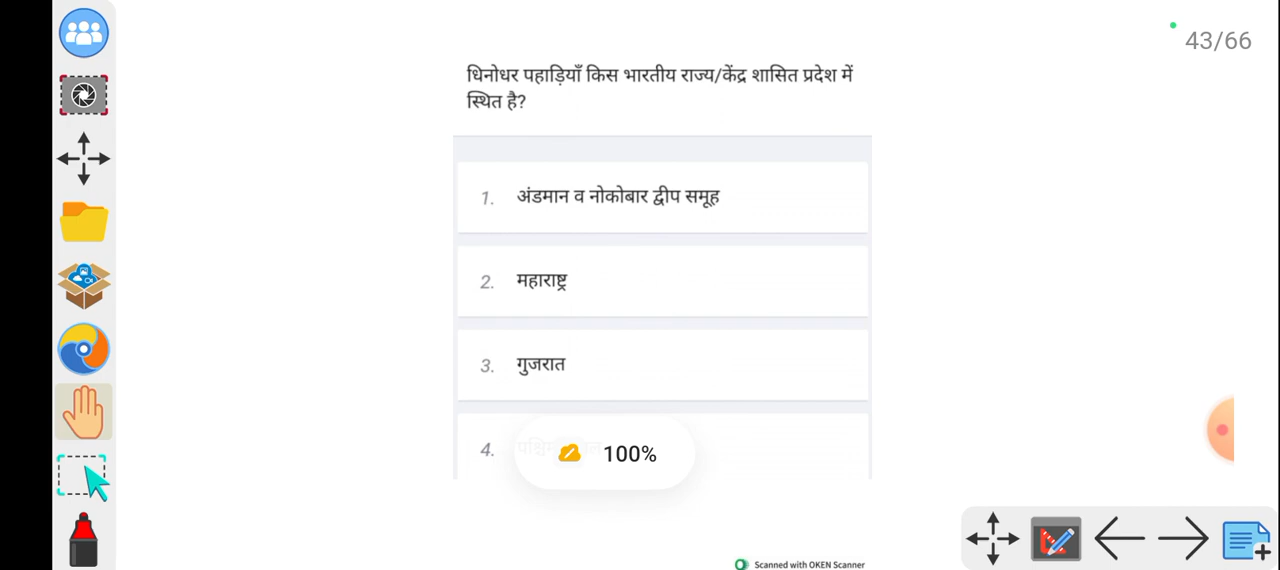 43/66
धिनोधर पहाड़ियाँ किस भारतीय राज्य/केंद्र शासित प्रदेश में
स्थित है?
1. अंडमान व नोकोबार द्वीप समूह
2. महाराष्ट्र
3. गुजरात
4.
100%
Scanned with OKEN Scanner